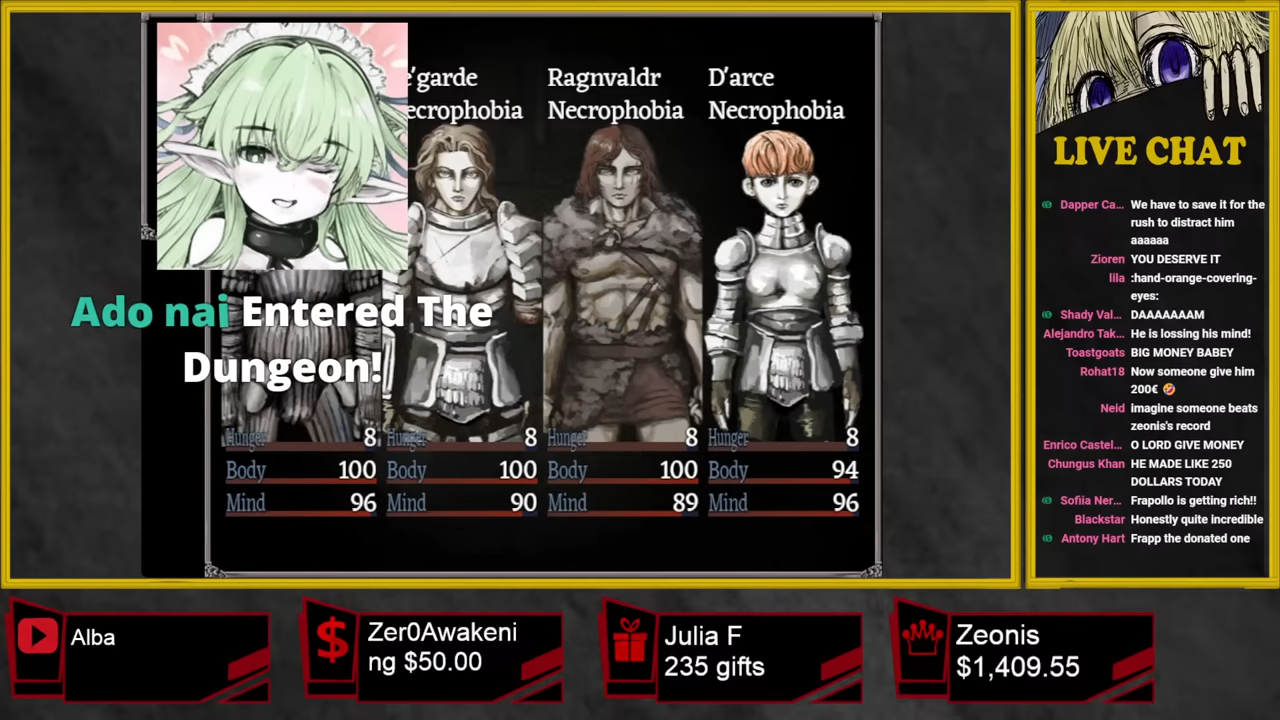 e'garde
ecrophobia
Ragnvaldr
Necrophobia
D'arce
Necrophobia
Ado nai Entered The
Dungeon!
Hunger 8
Body 100
Mind 96
Hunger 8
Body 100
Mind 90
Hunger 8
Body 100
Mind 89
Hunger 8
Body 94
Mind 96
LIVE CHAT
Dapper Ca... We have to save it for the
rush to distract him
aaaaaa
Zioren YOU DESERVE IT
lila :hand-orange-covering-
eyes:
Shady Val... DAAAAAAAM
Alejandro Tak... He is lossing his mind!
Toastgoats BIG MONEY BABEY
Rohat18 Now someone give him
200€ 🤣
Neid imagine someone beats
zeonis's record
Enrico Castel... O LORD GIVE MONEY
Chungus Khan HE MADE LIKE 250
DOLLARS TODAY
Sofiia Ner... Frapollo is getting rich!!
Blackstar Honestly quite incredible
Antony Hart Frapp the donated one
Alba
$
Zer0Awakeni
ng $50.00
Julia F
235 gifts
Zeonis
$1,409.55